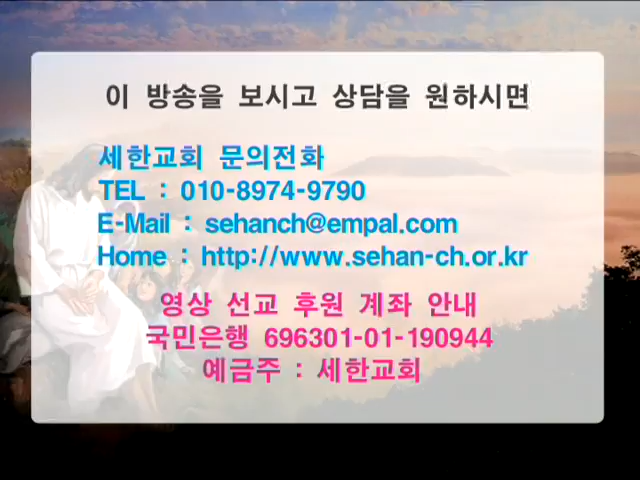 이 방송을 보시고 상담을 원하시면
세한교회 문의전화
TEL : 010-8974-9790
E-Mail : sehanch@empal.com
Home : http://www.sehan-ch.or.kr
영상 선교 후원 계좌 안내
국민은행 696301-01-190944
예금주 : 세한교회